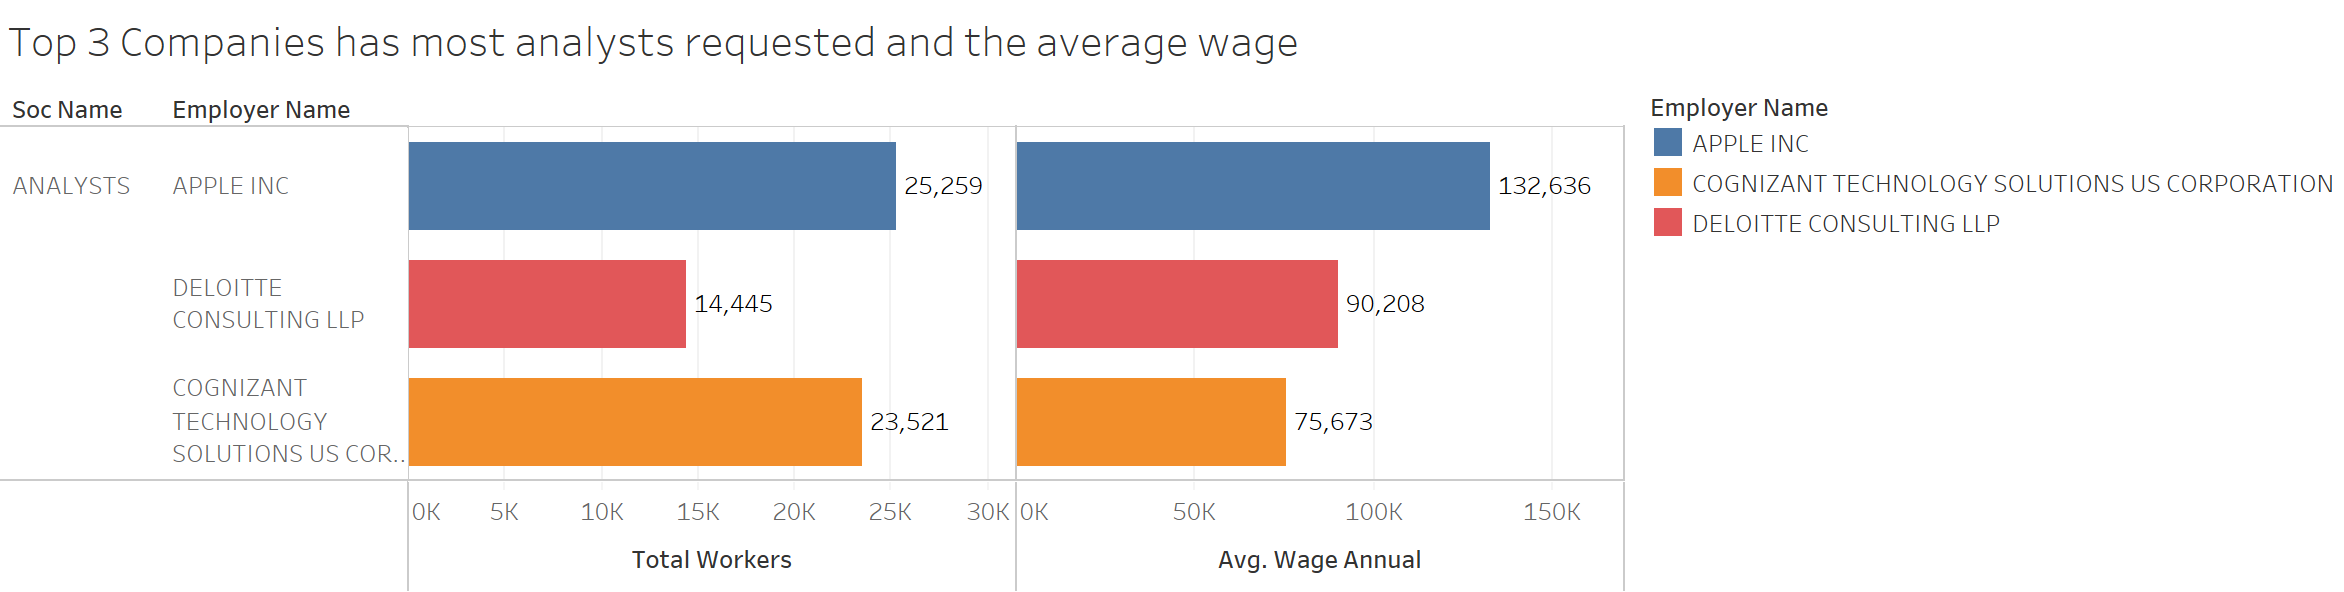 Top 3 Companies has most analysts requested and the average wage
Soc Name
Employer Name
ANALYSTS
APPLE INC
25,259
132,636
DELOITTE
CONSULTING LLP
14,445
90,208
COGNIZANT
TECHNOLOGY
SOLUTIONS US COR..
23,521
75,673
0K 5K 10K 15K 20K 25K 30K
0K 50K 100K 150K
Total Workers
Avg. Wage Annual
Employer Name
APPLE INC
COGNIZANT TECHNOLOGY SOLUTIONS US CORPORATION
DELOITTE CONSULTING LLP